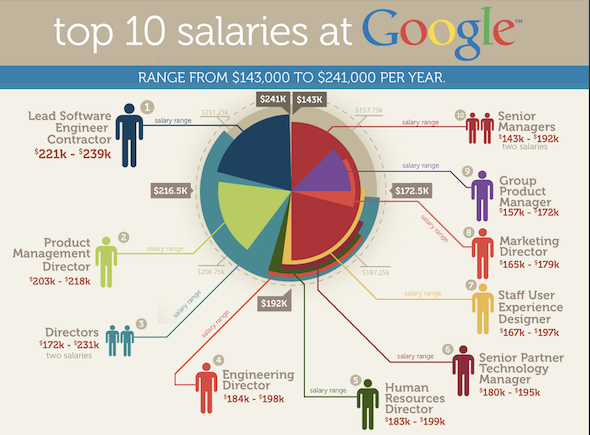 top 10 salaries at Google™
RANGE FROM $143,000 TO $241,000 PER YEAR.
$241K
$143K
$231.25k
$157.75k
1
Lead Software
Engineer
Contractor
$221k - $239k
salary range
10
Senior
Managers
$143k - $192k
two salaries
salary range
9
Group
Product
Manager
$157k - $172k
salary range
$216.5K
$172.5K
8
Marketing
Director
$165k - $179k
salary range
2
Product
Management
Director
$203k - $218k
salary range
$206.75k
$187.25k
7
Staff User
Experience
Designer
$167k - $197k
salary range
$192K
3
Directors
$172k - $231k
two salaries
salary range
4
Engineering
Director
$184k - $198k
salary range
5
Human
Resources
Director
$183k - $199k
salary range
6
Senior Partner
Technology
Manager
$180k - $195k
salary range